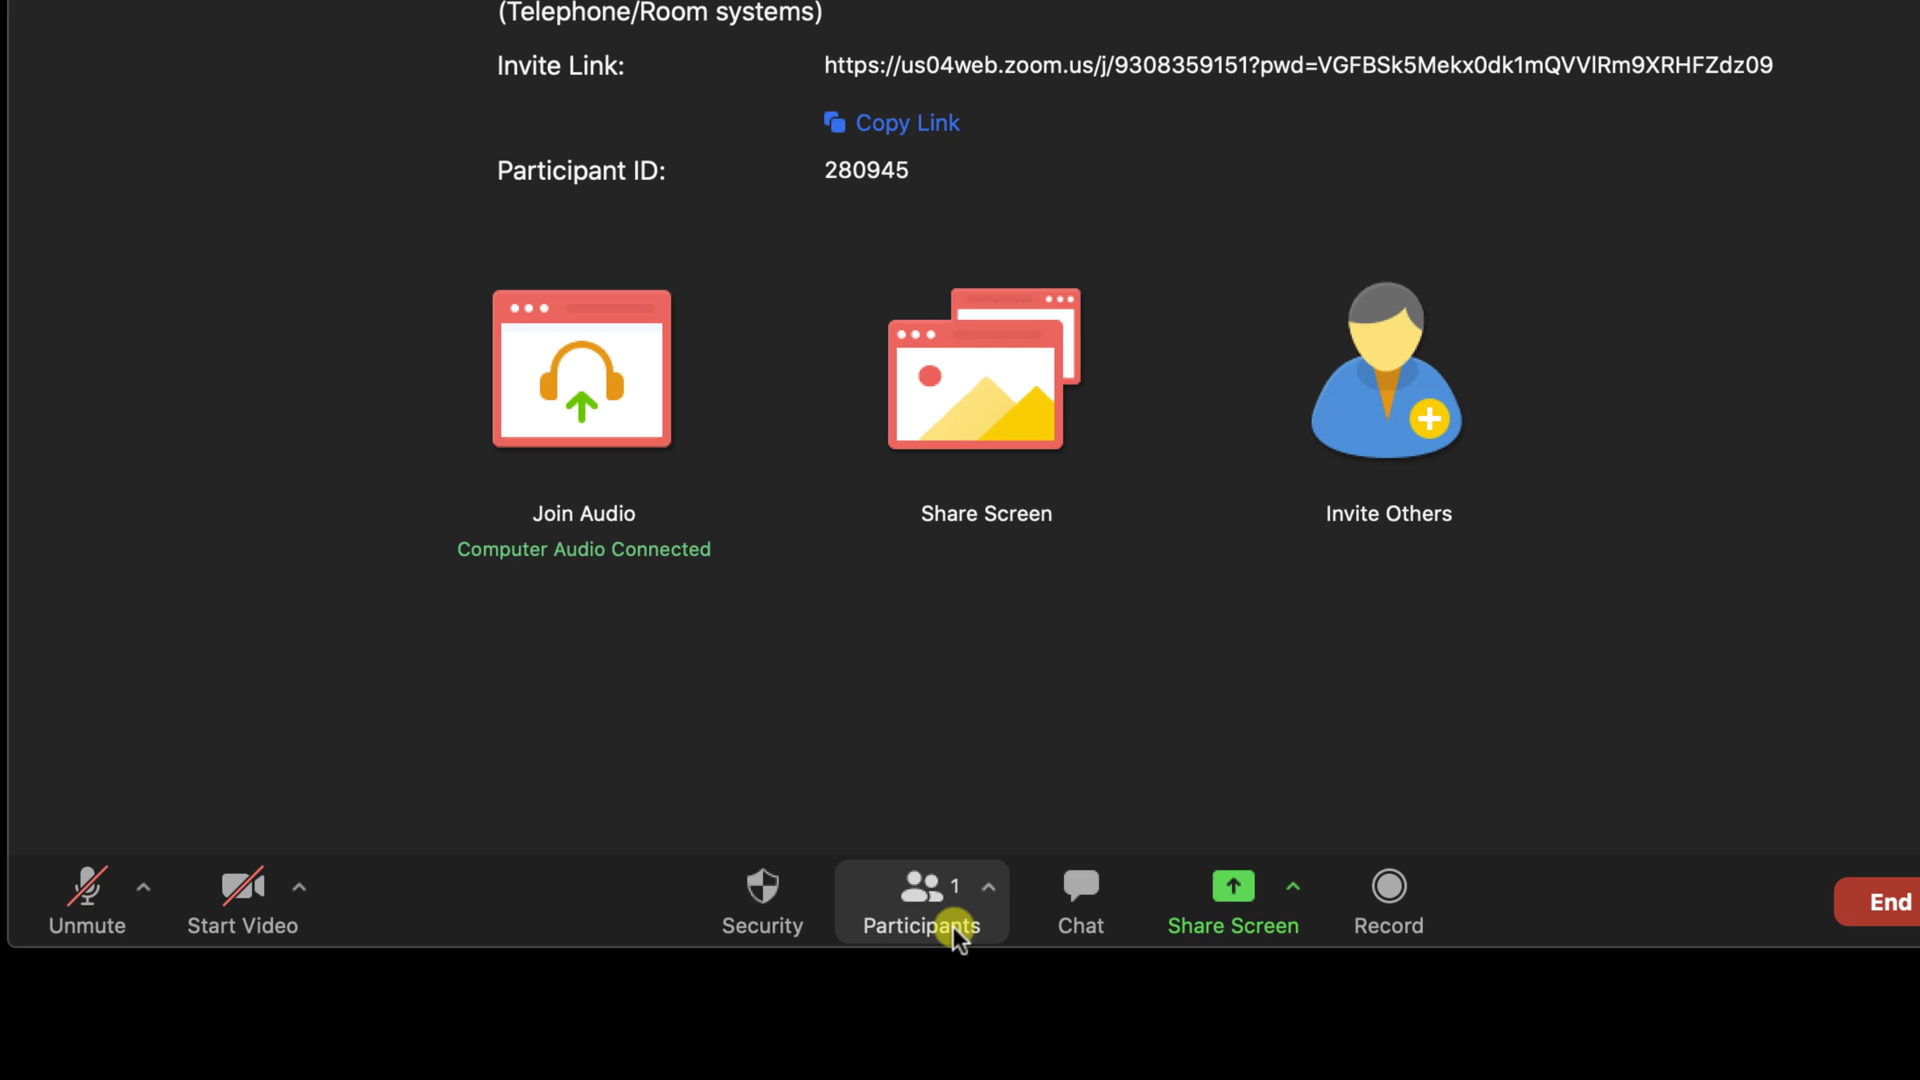 (Telephone/Room systems)
Invite Link: https://us04web.zoom.us/j/9308359151?pwd=VGFBSk5Mekx0dk1mQVVlRm9XRHFZdz09
Copy Link
Participant ID: 280945
Join Audio Share Screen Invite Others
Computer Audio Connected
1
End
Unmute Start Video Security Participants Chat Share Screen Record